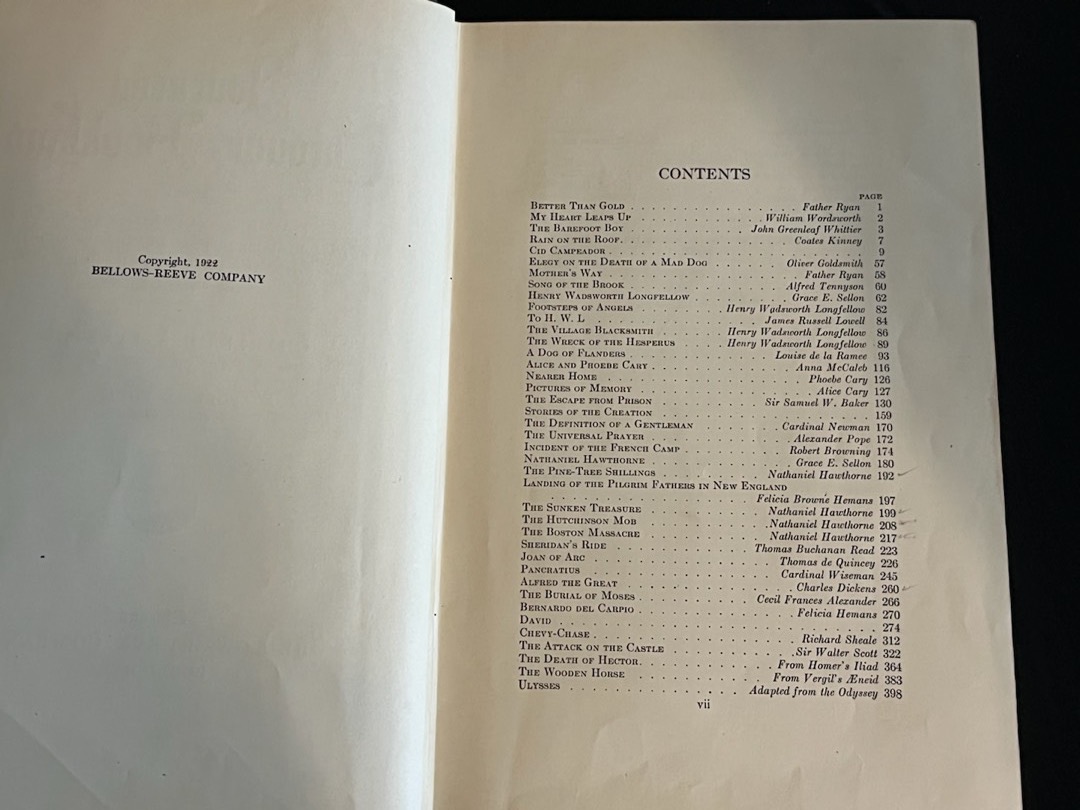 Copyright, 1922
BELLOWS-REEVE COMPANY
CONTENTS
PAGE
BETTER THAN GOLD . . . . . . . . . . . . . . . . Father Ryan 1
MY HEART LEAPS UP . . . . . . . . . . . . William Wordsworth 2
THE BAREFOOT BOY . . . . . . . . . . . John Greenleaf Whittier 3
RAIN ON THE ROOF. . . . . . . . . . . . . . . . Coates Kinney 7
CID CAMPEADOR . . . . . . . . . . . . . . . . . . . . . . 9
ELEGY ON THE DEATH OF A MAD DOG . . . . . . Oliver Goldsmith 57
MOTHER'S WAY . . . . . . . . . . . . . . . . . Father Ryan 58
SONG OF THE BROOK . . . . . . . . . . . . . Alfred Tennyson 60
HENRY WADSWORTH LONGFELLOW . . . . . . . . . Grace E. Sellon 62
FOOTSTEPS OF ANGELS . . . . . . . Henry Wadsworth Longfellow 82
TO H. W. L . . . . . . . . . . . . . . James Russell Lowell 84
THE VILLAGE BLACKSMITH . . . . . . Henry Wadsworth Longfellow 86
THE WRECK OF THE HESPERUS . . . . Henry Wadsworth Longfellow 89
A DOG OF FLANDERS . . . . . . . . . . . . Louise de la Ramee 93
ALICE AND PHOEBE CARY . . . . . . . . . . . . Anna McCaleb 116
NEARER HOME . . . . . . . . . . . . . . . . . Phoebe Cary 126
PICTURES OF MEMORY . . . . . . . . . . . . . . . Alice Cary 127
THE ESCAPE FROM PRISON . . . . . . . . . Sir Samuel W. Baker 130
STORIES OF THE CREATION . . . . . . . . . . . . . . . . . . 159
THE DEFINITION OF A GENTLEMAN . . . . . . . Cardinal Newman 170
THE UNIVERSAL PRAYER . . . . . . . . . . . . Alexander Pope 172
INCIDENT OF THE FRENCH CAMP . . . . . . . . Robert Browning 174
NATHANIEL HAWTHORNE . . . . . . . . . . . . Grace E. Sellon 180
THE PINE-TREE SHILLINGS . . . . . . . . Nathaniel Hawthorne 192
LANDING OF THE PILGRIM FATHERS IN NEW ENGLAND
. . . . . . . . . . . . . . . . . Felicia Browne Hemans 197
THE SUNKEN TREASURE . . . . . . . . . . Nathaniel Hawthorne 199
THE HUTCHINSON MOB . . . . . . . . . . .Nathaniel Hawthorne 208
THE BOSTON MASSACRE . . . . . . . . . . Nathaniel Hawthorne 217
SHERIDAN'S RIDE . . . . . . . . . . . Thomas Buchanan Read 223
JOAN OF ARC . . . . . . . . . . . . . . Thomas de Quincey 226
PANCRATIUS . . . . . . . . . . . . . . . Cardinal Wiseman 245
ALFRED THE GREAT . . . . . . . . . . . . . Charles Dickens 260
THE BURIAL OF MOSES . . . . . . . . . Cecil Frances Alexander 266
BERNARDO DEL CARPIO . . . . . . . . . . . . Felicia Hemans 270
DAVID . . . . . . . . . . . . . . . . . . . . . . . . . 274
CHEVY-CHASE . . . . . . . . . . . . . . . . Richard Sheale 312
THE ATTACK ON THE CASTLE . . . . . . . . . .Sir Walter Scott 322
THE DEATH OF HECTOR. . . . . . . . . . . From Homer's Iliad 364
THE WOODEN HORSE . . . . . . . . . . . From Vergil's Æneid 383
ULYSSES . . . . . . . . . . . . . Adapted from the Odyssey 398
vii